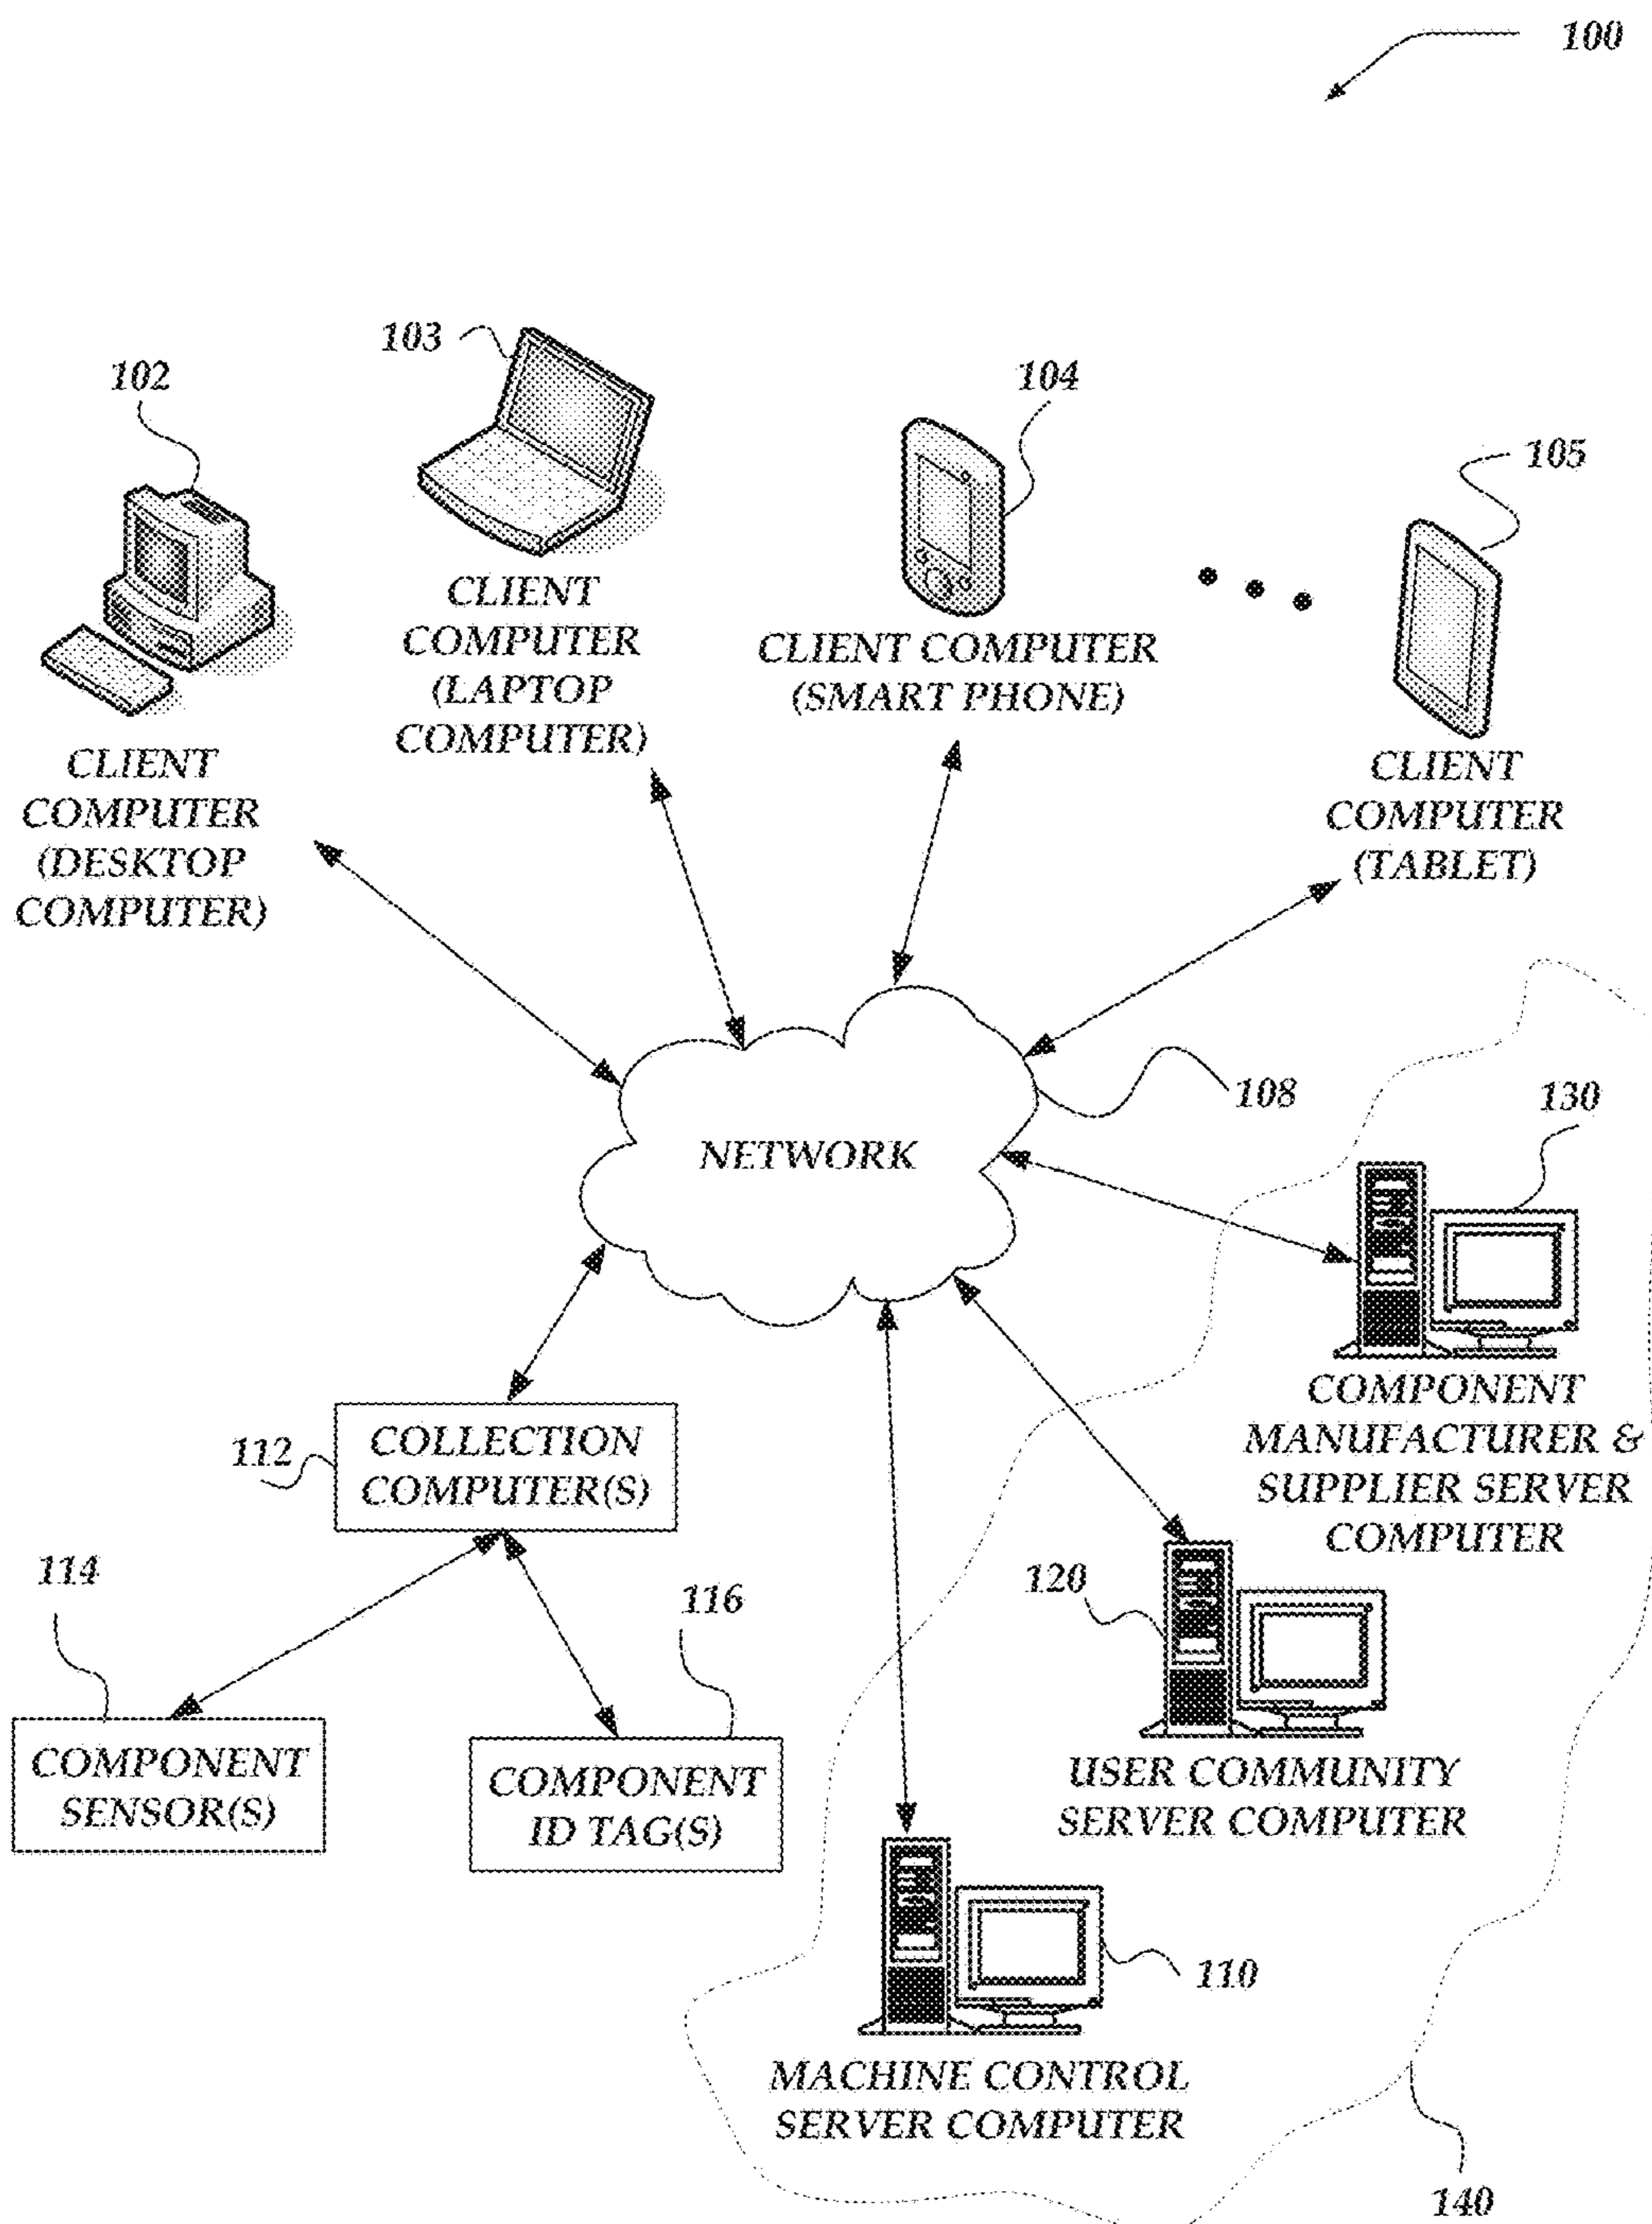 100
103
102
104
105
CLIENT
COMPUTER
(LAPTOP
COMPUTER)
CLIENT COMPUTER
(SMART PHONE)
CLIENT
COMPUTER
(DESKTOP
COMPUTER)
CLIENT
COMPUTER
(TABLET)
108
130
NETWORK
COMPONENT
MANUFACTURER &
SUPPLIER SERVER
COMPUTER
112
COLLECTION
COMPUTER(S)
114
116
120
COMPONENT
SENSOR(S)
COMPONENT
ID TAG(S)
USER COMMUNITY
SERVER COMPUTER
110
MACHINE CONTROL
SERVER COMPUTER
140